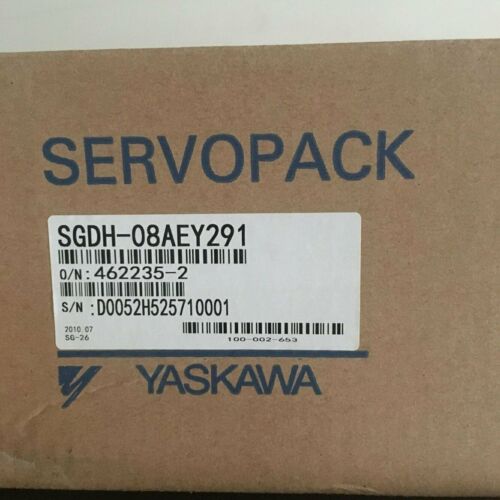 SERVOPACK
SGDH-08AEY291
O/N: 462235-2
S/N :D0052H525710001
2010.07
SG-26
100-002-653
YASKAWA